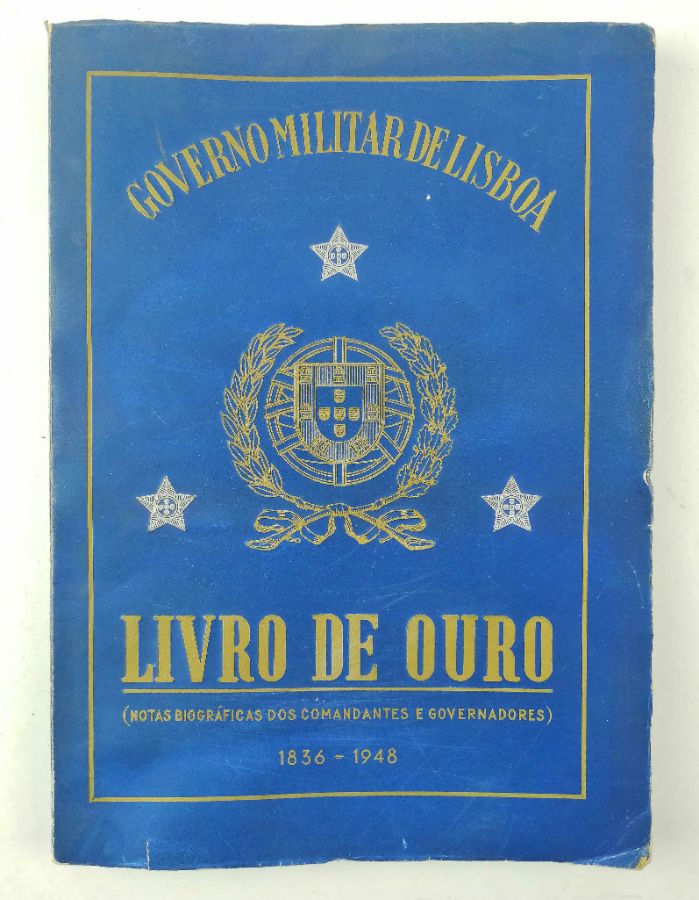 GOVERNO MILITAR DE LISBOA
LIVRO DE OURO
(NOTAS BIOGRÁFICAS DOS COMANDANTES E GOVERNADORES)
1836 - 1948